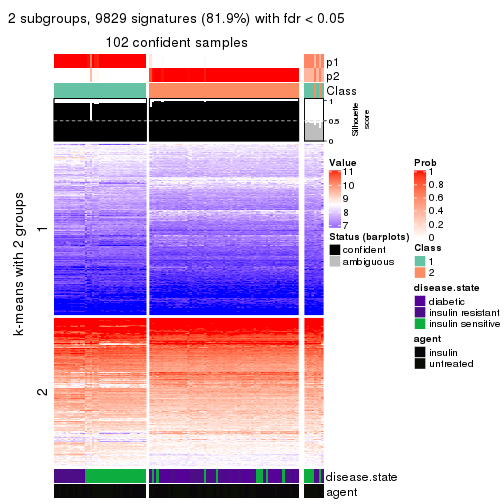 2 subgroups, 9829 signatures (81.9%) with fdr < 0.05
102 confident samples
p1
p2
Class
1
0.5
0
Silhouette
score
k-means with 2 groups
1
2
disease.state
agent
Value
11
10
9
8
7
Status (barplots)
confident
ambiguous
Prob
0.8
0.6
0.4
0.2
0
Class
1
2
disease.state
diabetic
insulin resistant
insulin sensitive
agent
insulin
untreated